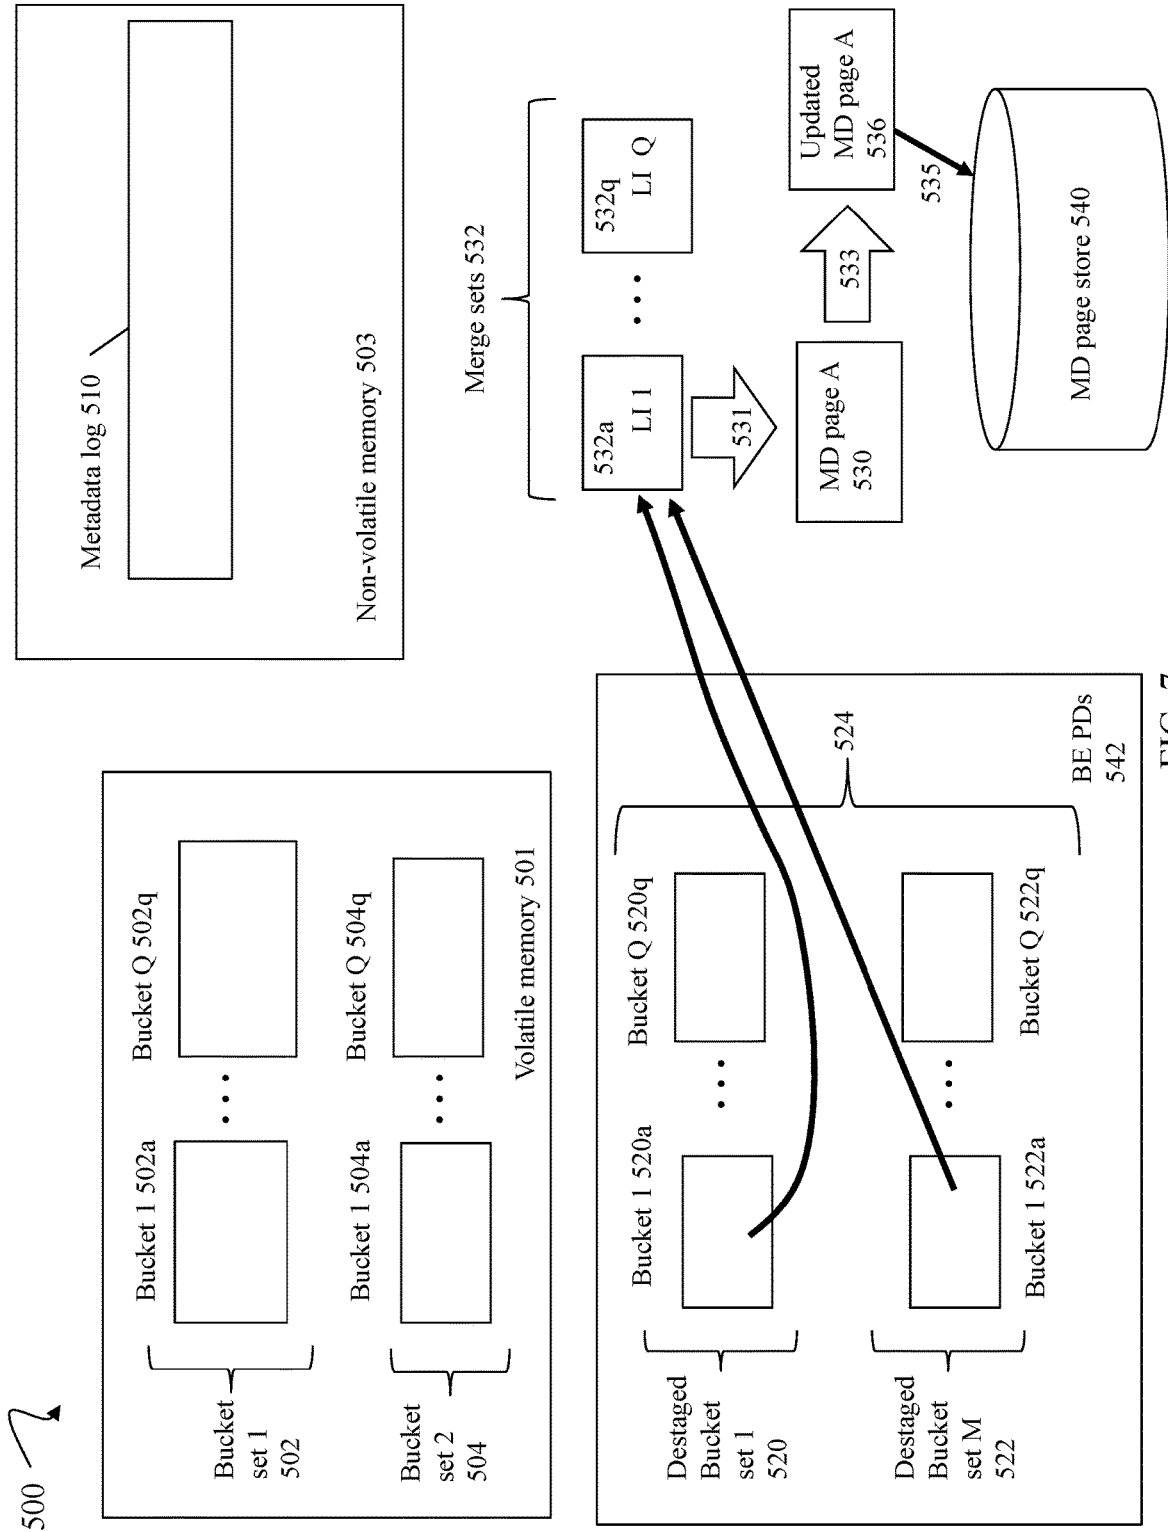 500
Bucket
set 1
502
Bucket 1 502a
Bucket Q 502q
Bucket
set 2
504
Bucket 1 504a
Bucket Q 504q
Volatile memory 501
Metadata log 510
Non-volatile memory 503
Destaged
Bucket
set 1
520
Bucket 1 520a
Bucket Q 520q
Destaged
Bucket
set M
522
Bucket 1 522a
Bucket Q 522q
524
BE PDs
542
Merge sets 532
532a
LI 1
532q
LI Q
531
MD page A
530
533
Updated
MD page A
536
535
MD page store 540